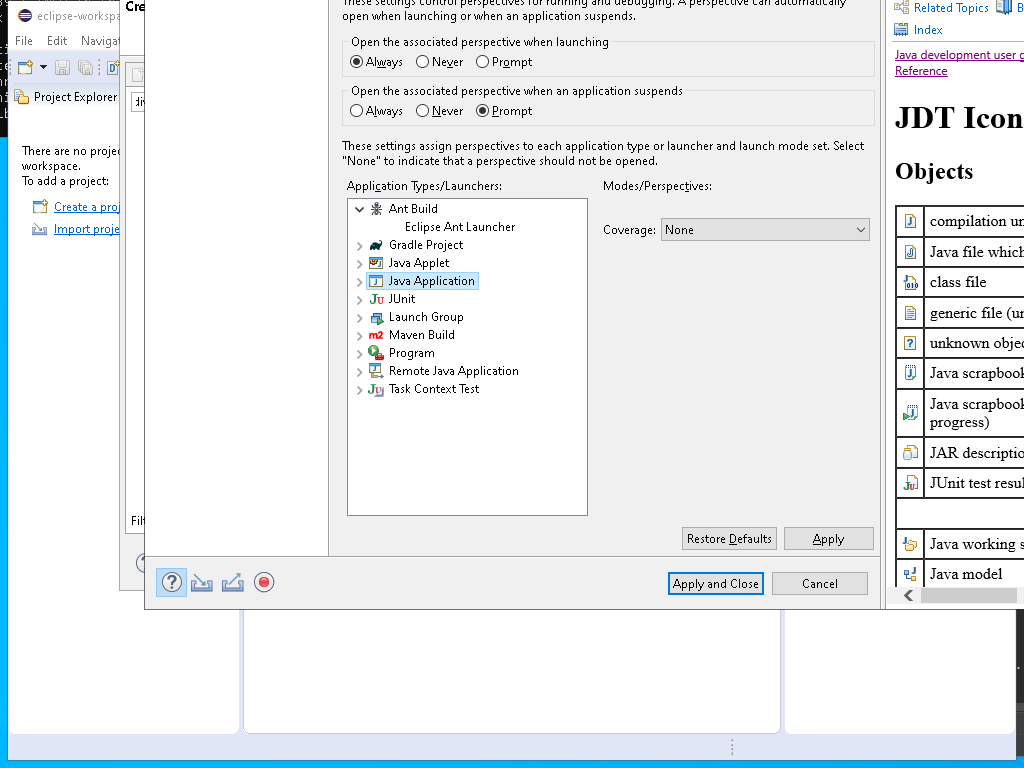 eclipse-workspa
File Edit Navigat
Project Explorer
There are no projec
workspace.
To add a project:
Create a proj
Import proje
Cre
Filt
These settings control perspectives for running and debugging. A perspective can automatically
open when launching or when an application suspends.
Open the associated perspective when launching
Always Never Prompt
Open the associated perspective when an application suspends
Always Never Prompt
These settings assign perspectives to each application type or launcher and launch mode set. Select
"None" to indicate that a perspective should not be opened.
Application Types/Launchers:
Ant Build
Eclipse Ant Launcher
Gradle Project
Java Applet
Java Application
JUnit
Launch Group
Maven Build
Program
Remote Java Application
Task Context Test
Modes/Perspectives:
Coverage: None
Restore Defaults Apply
Apply and Close Cancel
Related Topics B
Index
Java development user g
Reference
JDT Icon
Objects
compilation un
Java file which
class file
generic file (un
unknown objec
Java scrapbook
Java scrapbook
progress)
JAR descriptio
JUnit test resul
Java working s
Java model